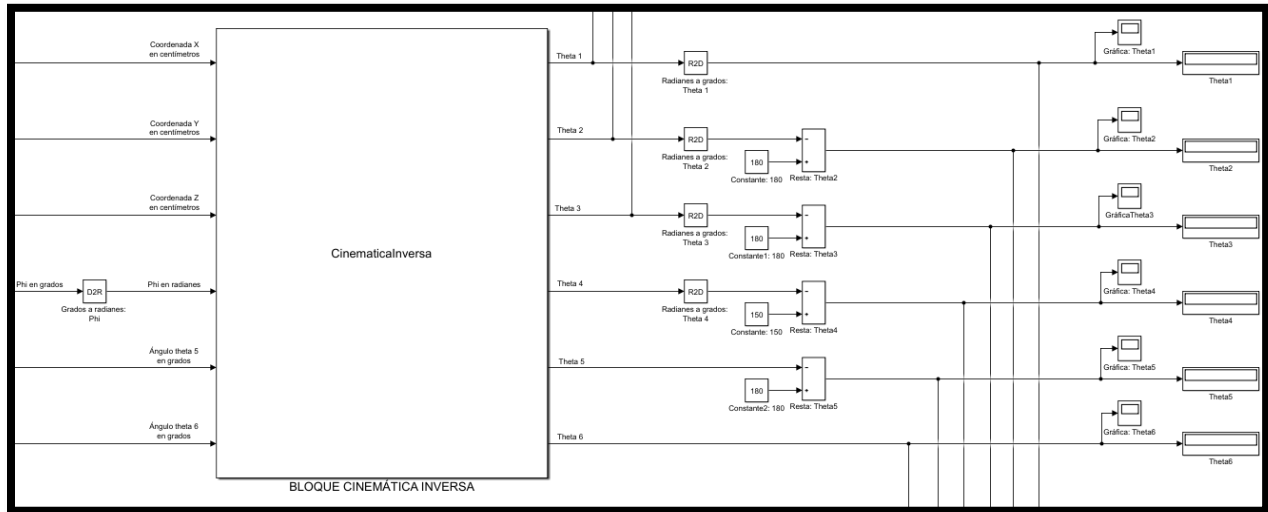 Coordenada X
en centímetros
Theta 1
R2D
Radianes a grados:
Theta 1
Gráfica: Theta1
Theta1
Coordenada Y
en centímetros
Theta 2
R2D
Radianes a grados:
Theta 2
180
Constante: 180
-
+
Resta: Theta2
Gráfica: Theta2
Theta2
Coordenada Z
en centímetros
Theta 3
R2D
Radianes a grados:
Theta 3
180
Constante1: 180
-
+
Resta: Theta3
GráficaTheta3
Theta3
CinematicaInversa
Phi en grados
D2R
Grados a radianes:
Phi
Phi en radianes
Theta 4
R2D
Radianes a grados:
Theta 4
150
Constante: 150
-
+
Resta: Theta4
Gráfica: Theta4
Theta4
Ángulo theta 5
en grados
Theta 5
180
Constante2: 180
-
+
Resta: Theta5
Gráfica: Theta5
Theta5
Ángulo theta 6
en grados
Theta 6
Gráfica: Theta6
Theta6
BLOQUE CINEMÁTICA INVERSA